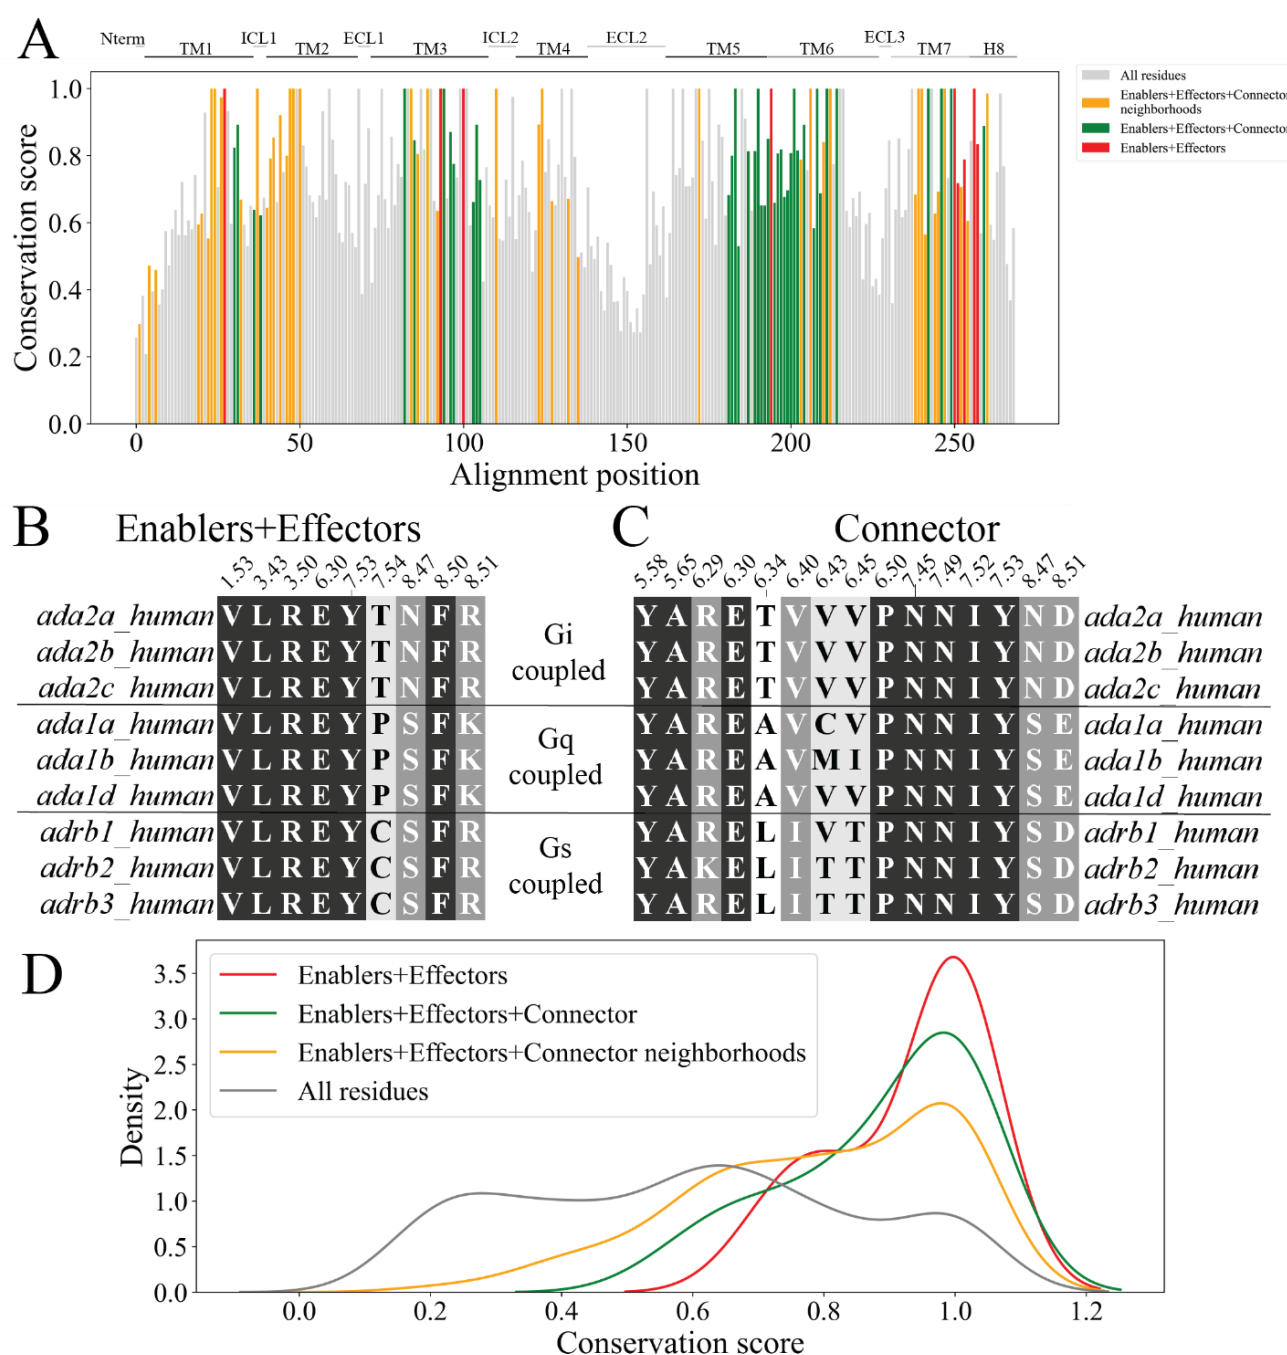 A
Nterm TM1 ICL1 TM2 ECL1 TM3 ICL2 TM4 ECL2 TM5 TM6 ECL3 TM7 H8
Conservation score
1.0
0.8
0.6
0.4
0.2
0.0
0 50 100 150 200 250
Alignment position
All residues
Enablers+Effectors+Connector
neighborhoods
Enablers+Effectors+Connector
Enablers+Effectors
B Enablers+Effectors
1.53 3.43 3.50 6.30 7.53 7.54 8.47 8.50 8.51
ada2a_human V L R E Y T N F R
ada2b_human V L R E Y T N F R
ada2c_human V L R E Y T N F R
ada1a_human V L R E Y P S F K
ada1b_human V L R E Y P S F K
ada1d_human V L R E Y P S F K
adrb1_human V L R E Y C S F R
adrb2_human V L R E Y C S F R
adrb3_human V L R E Y C S F R
Gi
coupled
Gq
coupled
Gs
coupled
C Connector
5.58 5.65 6.29 6.30 6.34 6.40 6.43 6.45 6.50 7.45 7.49 7.52 7.53 8.47 8.51
Y A R E T V V V P N N I Y N D ada2a_human
Y A R E T V V V P N N I Y N D ada2b_human
Y A R E T V V V P N N I Y N D ada2c_human
Y A R E A V C V P N N I Y S E ada1a_human
Y A R E A V M I P N N I Y S E ada1b_human
Y A R E A V V V P N N I Y S E ada1d_human
Y A R E L I V T P N N I Y S D adrb1_human
Y A K E L I T T P N N I Y S D adrb2_human
Y A R E L I T T P N N I Y S D adrb3_human
D
Density
3.5
3.0
2.5
2.0
1.5
1.0
0.5
0.0
Enablers+Effectors
Enablers+Effectors+Connector
Enablers+Effectors+Connector neighborhoods
All residues
0.0 0.2 0.4 0.6 0.8 1.0 1.2
Conservation score